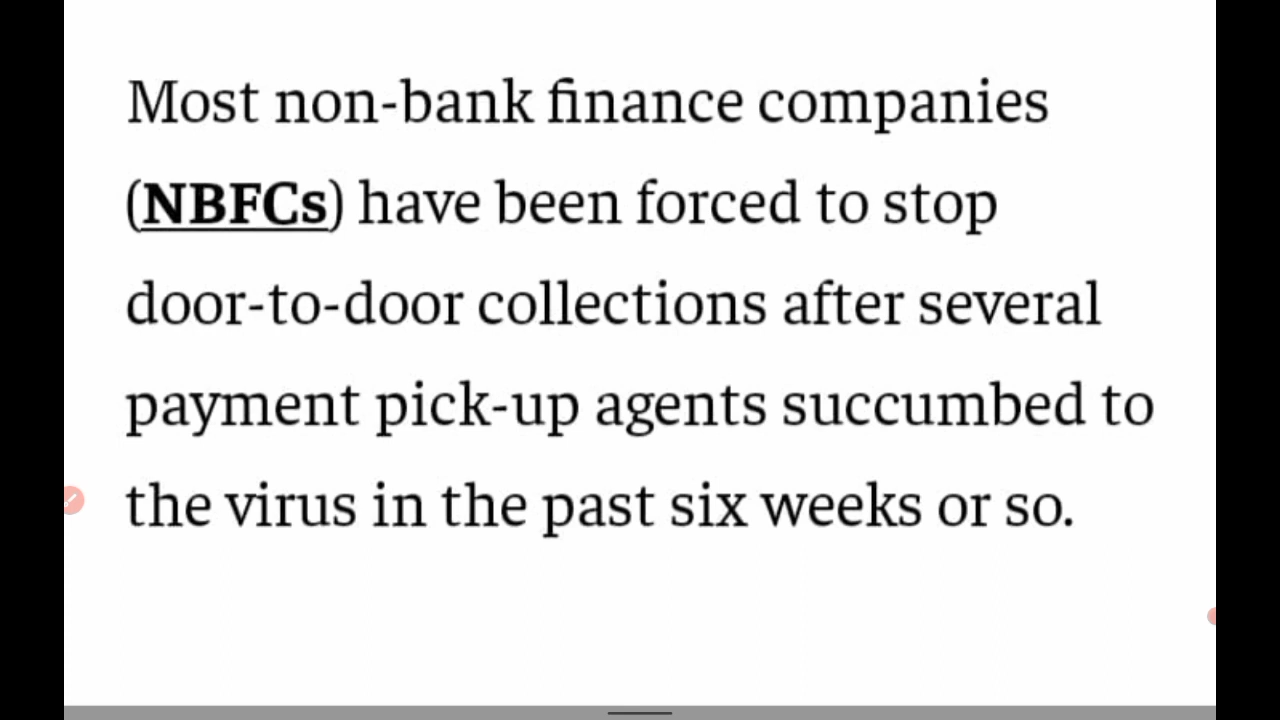 Most non-bank finance companies
(NBFCs) have been forced to stop
door-to-door collections after several
payment pick-up agents succumbed to
the virus in the past six weeks or so.